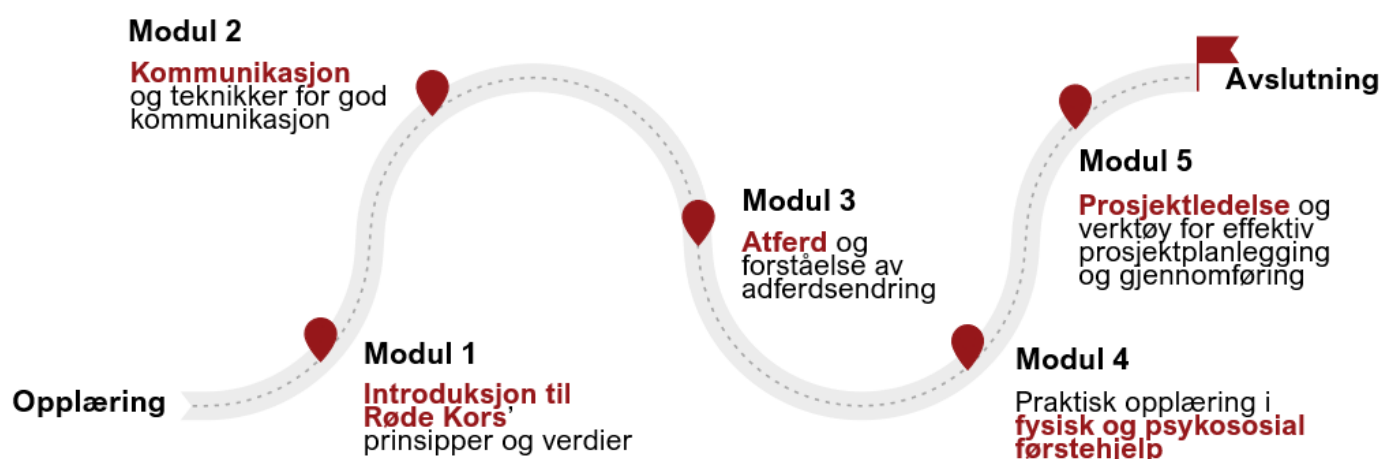 Opplæring
Modul 1
Introduksjon til
Røde Kors'
prinsipper og verdier
Modul 2
Kommunikasjon
og teknikker for god
kommunikasjon
Modul 3
Atferd og
forståelse av
adferdsendring
Modul 4
Praktisk opplæring i
fysisk og psykososial
førstehjelp
Modul 5
Prosjektledelse og
verktøy for effektiv
prosjektplanlegging
og gjennomføring
Avslutning